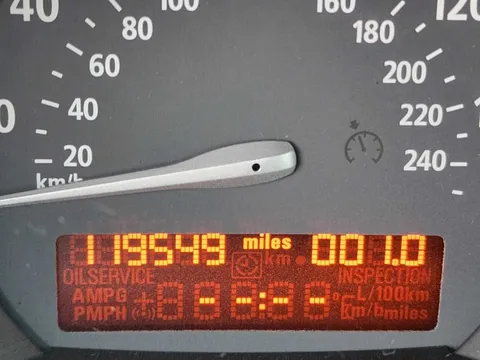 40 80 100 160 180 120
60 200
0 40 220
20 240
km/h
119549 miles km 001.0
OILSERVICE INSPECTION
AMPG + - -:- - -L/100km
PMPH km/h miles